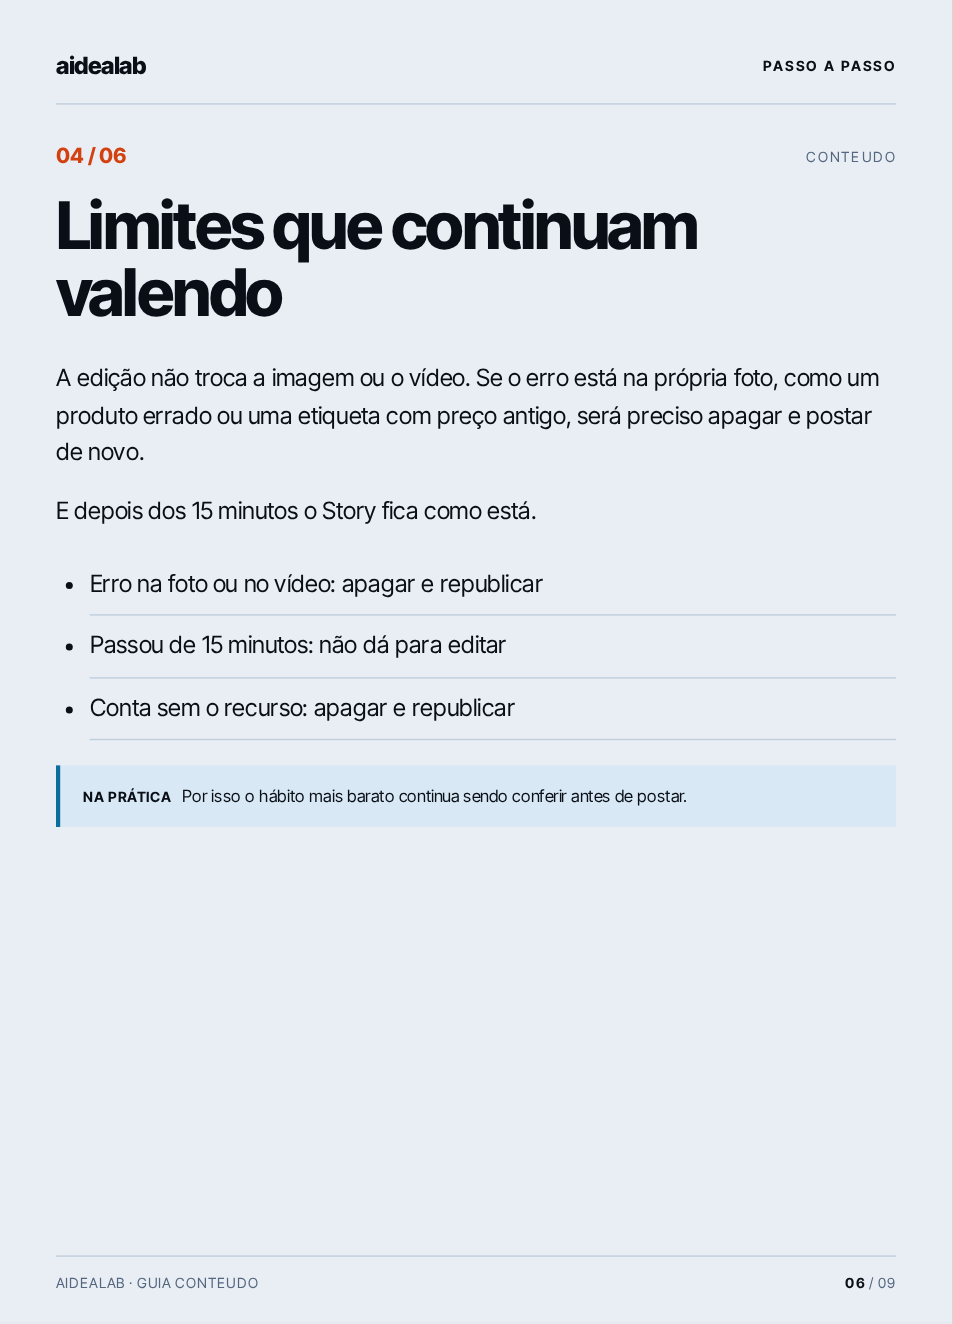 aidealab
PASSO A PASSO
04 / 06
CONTEUDO
Limites que continuam
valendo
A edição não troca a imagem ou o vídeo. Se o erro está na própria foto, como um
produto errado ou uma etiqueta com preço antigo, será preciso apagar e postar
de novo.
E depois dos 15 minutos o Story fica como está.
• Erro na foto ou no vídeo: apagar e republicar
• Passou de 15 minutos: não dá para editar
• Conta sem o recurso: apagar e republicar
NA PRÁTICA Por isso o hábito mais barato continua sendo conferir antes de postar.
AIDEALAB · GUIA CONTEUDO
06 / 09